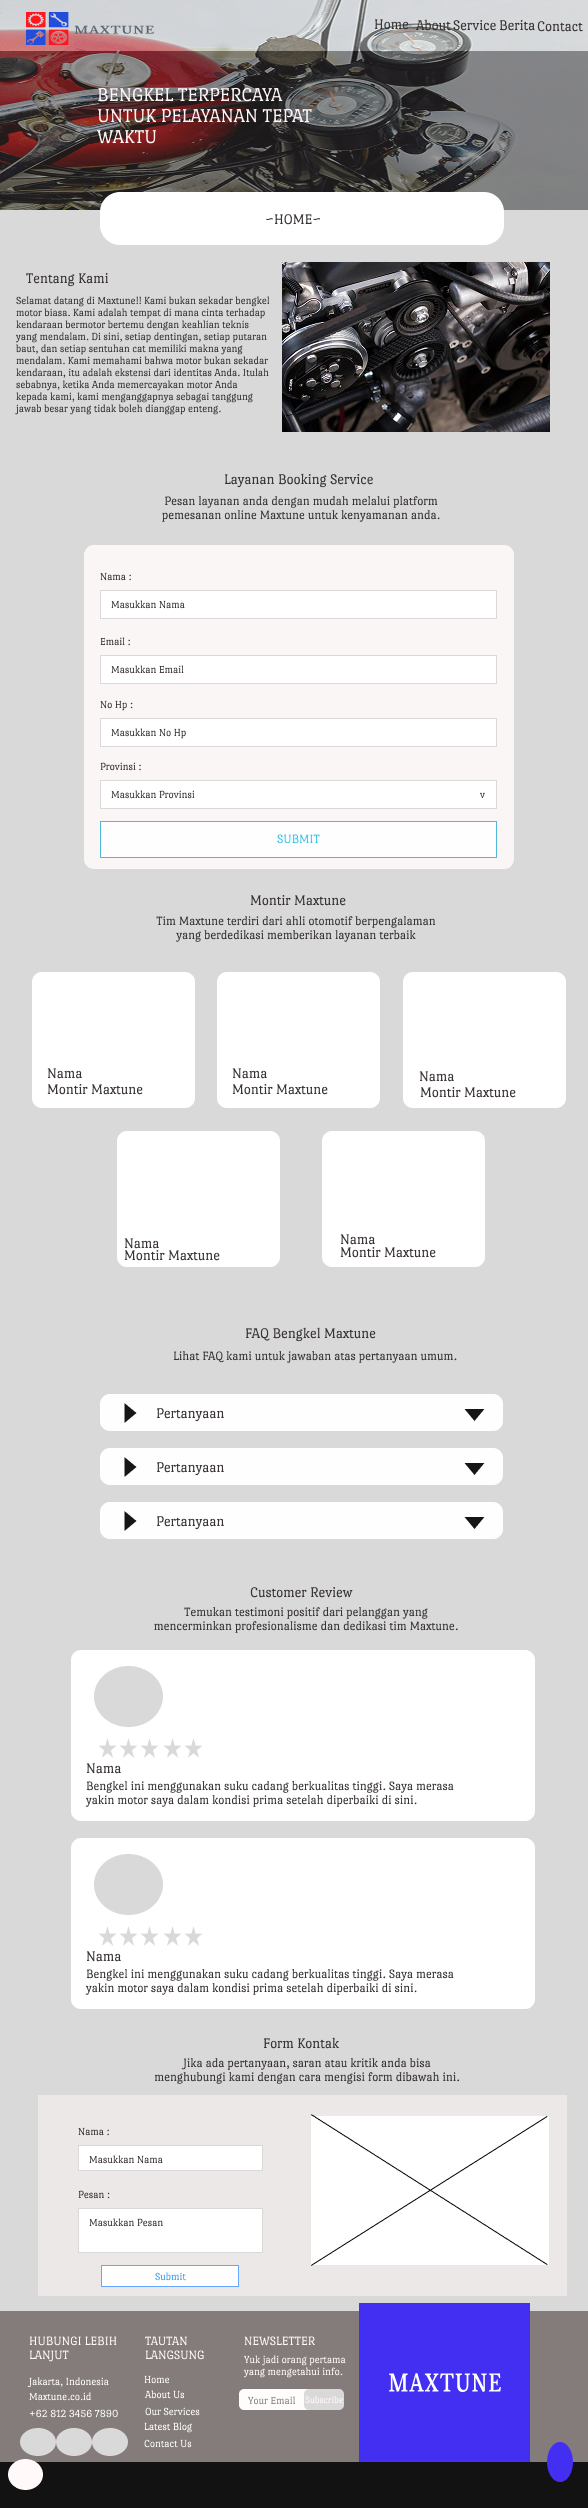 MAXTUNE
Home About Service Berita Contact
BENGKEL TERPERCAYA
UNTUK PELAYANAN TEPAT
WAKTU
~HOME~
Tentang Kami
Selamat datang di Maxtune!! Kami bukan sekadar bengkel
motor biasa. Kami adalah tempat di mana cinta terhadap
kendaraan bermotor bertemu dengan keahlian teknis
yang mendalam. Di sini, setiap dentingan, setiap putaran
baut, dan setiap sentuhan cat memiliki makna yang
mendalam. Kami memahami bahwa motor bukan sekadar
kendaraan, itu adalah ekstensi dari identitas Anda. Itulah
sebabnya, ketika Anda memercayakan motor Anda
kepada kami, kami menganggapnya sebagai tanggung
jawab besar yang tidak boleh dianggap enteng.
Layanan Booking Service
Pesan layanan anda dengan mudah melalui platform
pemesanan online Maxtune untuk kenyamanan anda.
Nama :
Masukkan Nama
Email :
Masukkan Email
No Hp :
Masukkan No Hp
Provinsi :
Masukkan Provinsi v
SUBMIT
Montir Maxtune
Tim Maxtune terdiri dari ahli otomotif berpengalaman
yang berdedikasi memberikan layanan terbaik
Nama
Montir Maxtune
Nama
Montir Maxtune
Nama
Montir Maxtune
Nama
Montir Maxtune
Nama
Montir Maxtune
FAQ Bengkel Maxtune
Lihat FAQ kami untuk jawaban atas pertanyaan umum.
Pertanyaan
Pertanyaan
Pertanyaan
Customer Review
Temukan testimoni positif dari pelanggan yang
mencerminkan profesionalisme dan dedikasi tim Maxtune.
Nama
Bengkel ini menggunakan suku cadang berkualitas tinggi. Saya merasa
yakin motor saya dalam kondisi prima setelah diperbaiki di sini.
Nama
Bengkel ini menggunakan suku cadang berkualitas tinggi. Saya merasa
yakin motor saya dalam kondisi prima setelah diperbaiki di sini.
Form Kontak
Jika ada pertanyaan, saran atau kritik anda bisa
menghubungi kami dengan cara mengisi form dibawah ini.
Nama :
Masukkan Nama
Pesan :
Masukkan Pesan
Submit
HUBUNGI LEBIH
LANJUT
Jakarta, Indonesia
Maxtune.co.id
+62 812 3456 7890
TAUTAN
LANGSUNG
Home
About Us
Our Services
Latest Blog
Contact Us
NEWSLETTER
Yuk jadi orang pertama
yang mengetahui info.
Your Email Subscribe
MAXTUNE